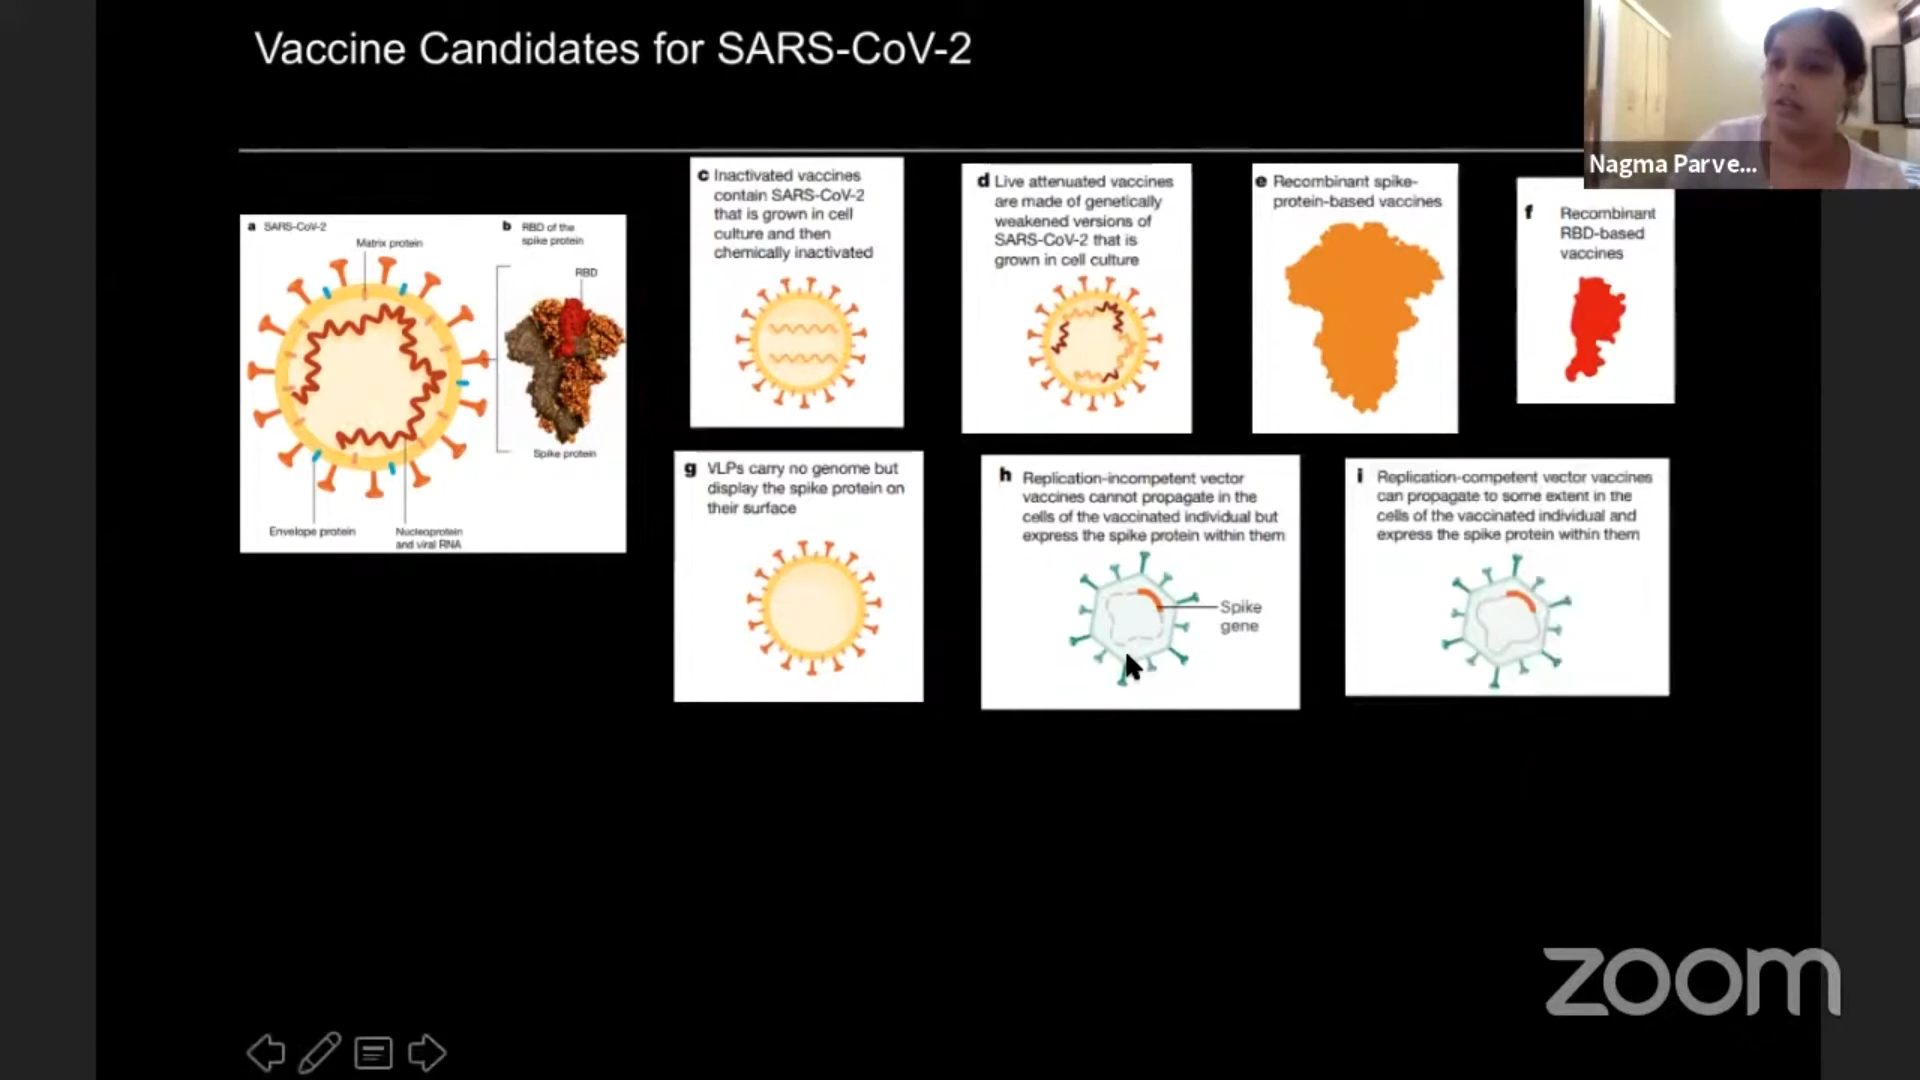 Vaccine Candidates for SARS-CoV-2
Nagma Parve...
a SARS-CoV-2
Matrix protein
Envelope protein
Nucleoprotein
and viral RNA
b RBD of the
spike protein
RBD
Spike protein
c Inactivated vaccines
contain SARS-CoV-2
that is grown in cell
culture and then
chemically inactivated
d Live attenuated vaccines
are made of genetically
weakened versions of
SARS-CoV-2 that is
grown in cell culture
e Recombinant spike-
protein-based vaccines
f Recombinant
RBD-based
vaccines
g VLPs carry no genome but
display the spike protein on
their surface
h Replication-incompetent vector
vaccines cannot propagate in the
cells of the vaccinated individual but
express the spike protein within them
Spike
gene
i Replication-competent vector vaccines
can propagate to some extent in the
cells of the vaccinated individual and
express the spike protein within them
zoom